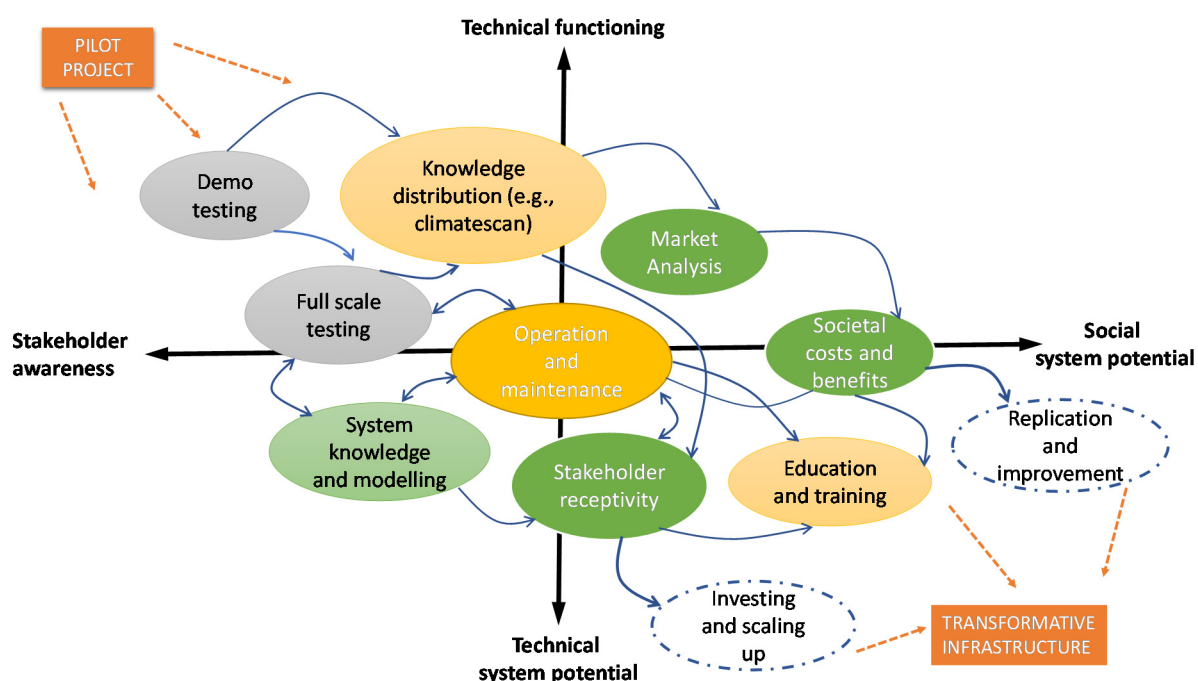 Technical functioning
PILOT
PROJECT
Demo
testing
Knowledge
distribution (e.g.,
climatescan)
Market
Analysis
Full scale
testing
Operation
and
maintenance
Societal
costs and
benefits
Stakeholder
awareness
Social
system potential
System
knowledge
and modelling
Stakeholder
receptivity
Education
and training
Replication
and
improvement
Investing
and scaling
up
TRANSFORMATIVE
INFRASTRUCTURE
Technical
system potential